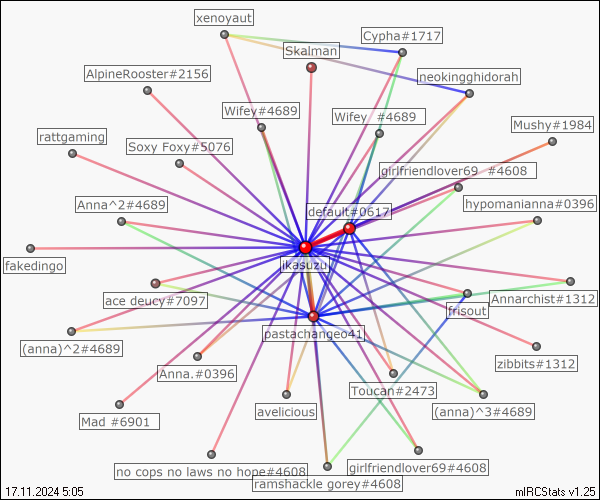 xenoyaut
Cypha#1717
Skalman
AlpineRooster#2156
neokingghidorah
Wifey#4689
Wifey #4689
Mushy#1984
rattgaming
Soxy Foxy#5076
girlfriendlover69 #4608
Anna^2#4689
default#0617
hypomanianna#0396
fakedingo
ikasuzu
ace deucy#7097
Annarchist#1312
frisout
pastachangeo41
(anna)^2#4689
zibbits#1312
Anna.#0396
Toucan#2473
Mad #6901
avelicious
(anna)^3#4689
no cops no laws no hope#4608
girlfriendlover69#4608
ramshackle gorey#4608
17.11.2024 5:05
mIRCStats v1.25